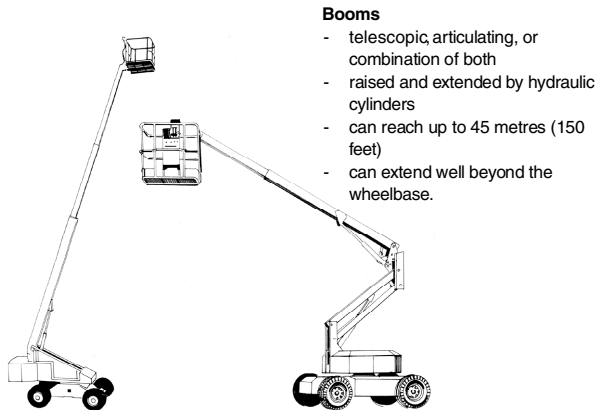 Booms
- telescopic, articulating, or
combination of both
- raised and extended by hydraulic
cylinders
- can reach up to 45 metres (150
feet)
- can extend well beyond the
wheelbase.